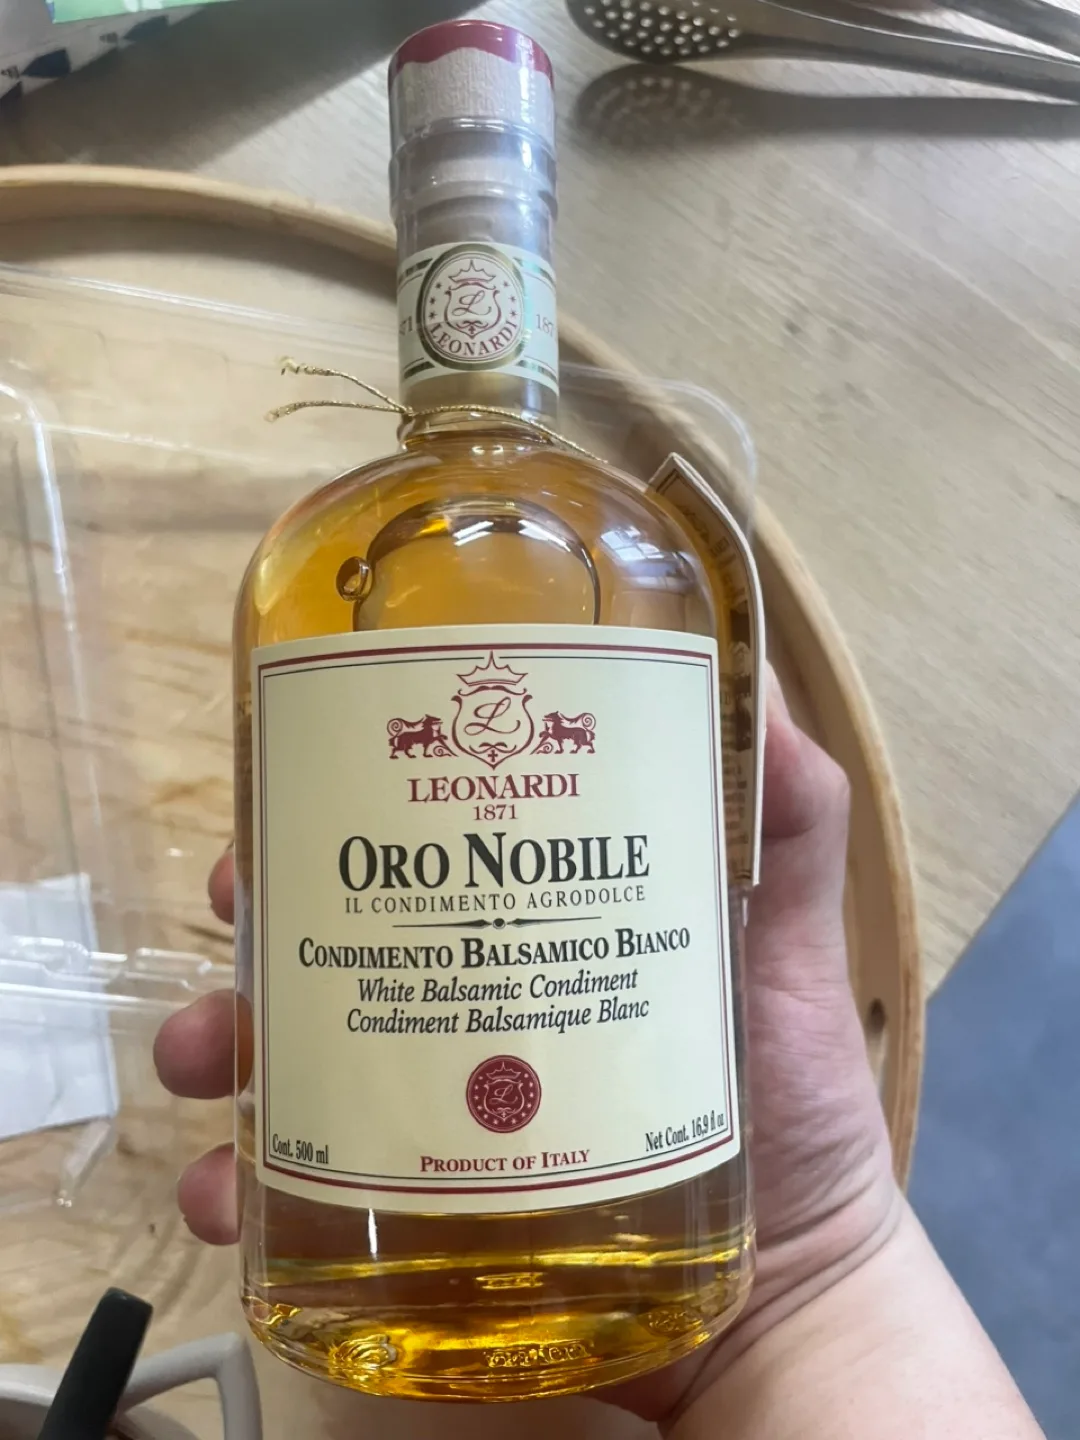 L
LEONARDI
1871
187
L
LEONARDI
1871
ORO NOBILE
IL CONDIMENTO AGRODOLCE
CONDIMENTO BALSAMICO BIANCO
White Balsamic Condiment
Condiment Balsamique Blanc
L
Cont. 500 ml
PRODUCT OF ITALY
Net Cont. 16,9 fl oz